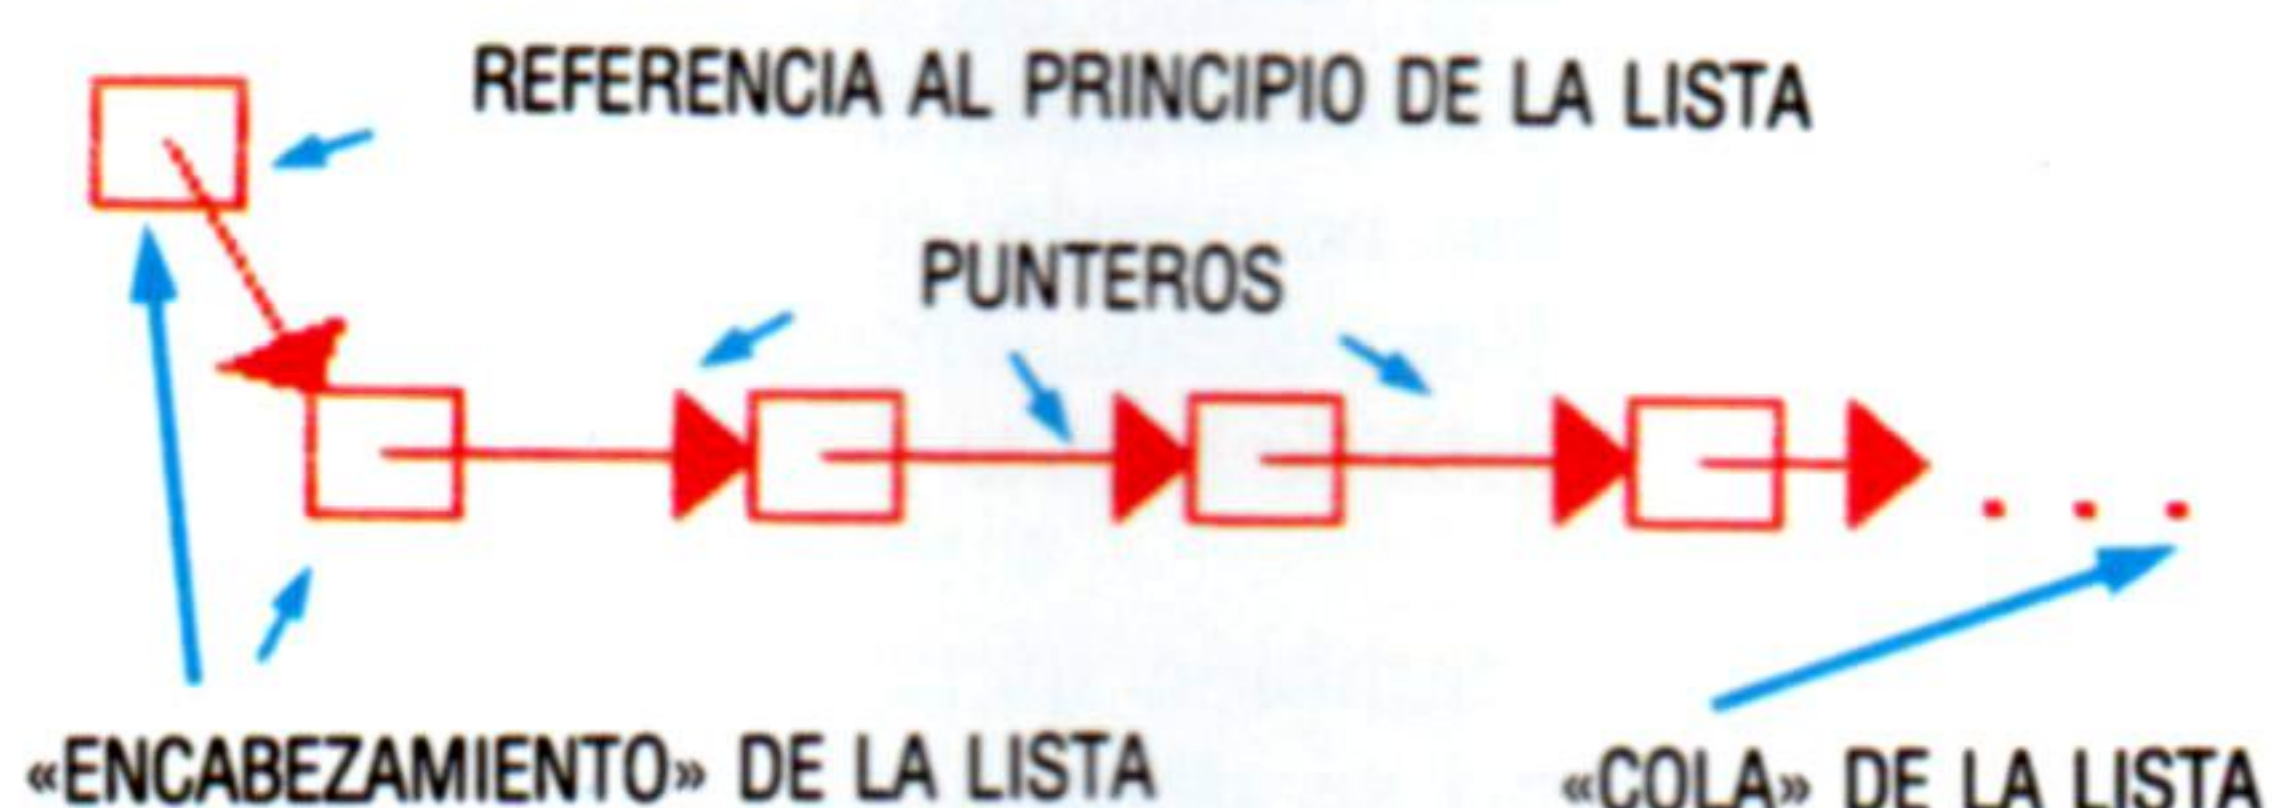 REFERENCIA AL PRINCIPIO DE LA LISTA
PUNTEROS
«ENCABEZAMIENTO» DE LA LISTA
«COLA» DE LA LISTA